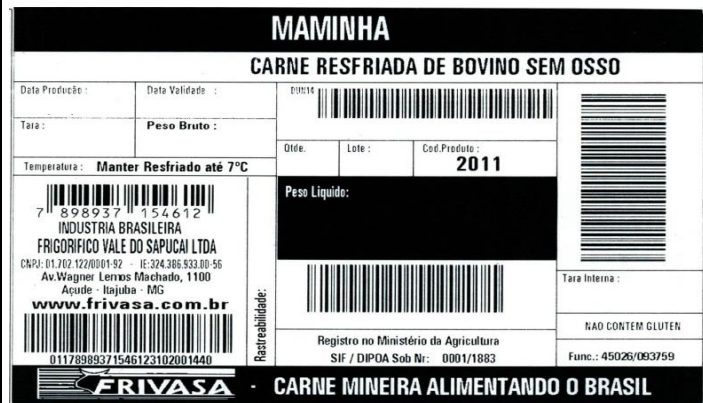 MAMINHA
CARNE RESFRIADA DE BOVINO SEM OSSO
Data Producão :
Data Validade :
DUN14
Tara :
Peso Bruto :
Qtde.
Lote :
Cod.Produto :
2011
Temperatura : Manter Resfriado até 7ºC
Peso Liquido:
7 898937 154612
INDUSTRIA BRASILEIRA
FRIGORIFICO VALE DO SAPUCAI LTDA
CNPJ: 01.702.122/0001-92 - IE:324.386.933.00-56
Av.Wagner Lemos Machado, 1100
Açude - Itajuba - MG
www.frivasa.com.br
01178989371546123102001440
Rastreabilidade:
Registro no Ministério da Agricultura
SIF / DIPOA Sob Nr: 0001/1883
Tara Interna :
NAO CONTEM GLUTEN
Func.: 45026/093759
FRIVASA - CARNE MINEIRA ALIMENTANDO O BRASIL